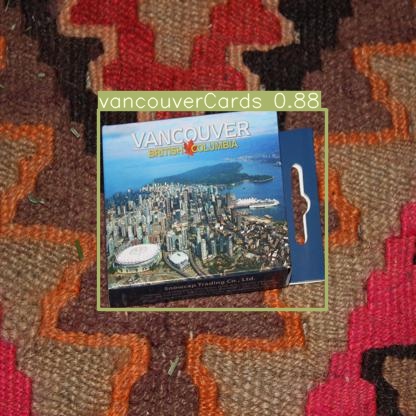 vancouverCards 0.88
VANCOUVER
BRITISH COLUMBIA
Snowcap Trading Co., Ltd.